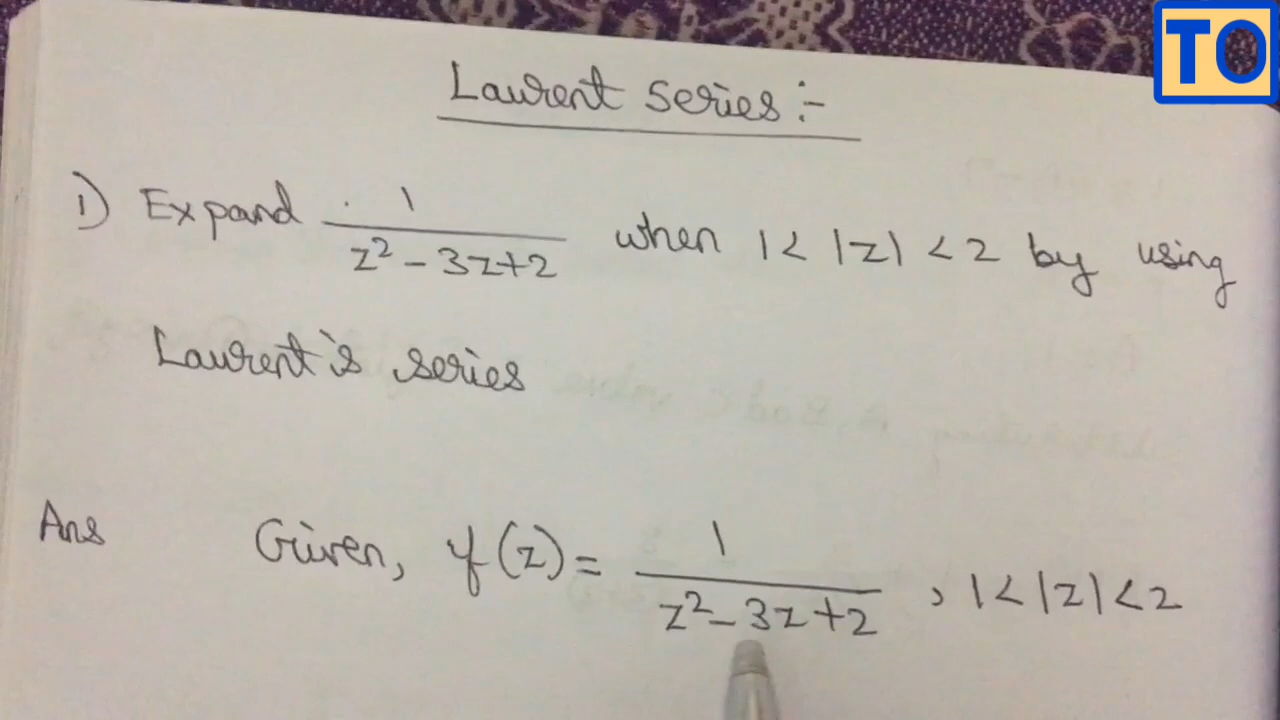 TO
Laurent series :-
1) Expand 1/(z² - 3z+2) when 1 < |z| < 2 by using
Laurent's series
Ans Given, f(z) = 1/(z² - 3z+2) , 1 < |z| < 2